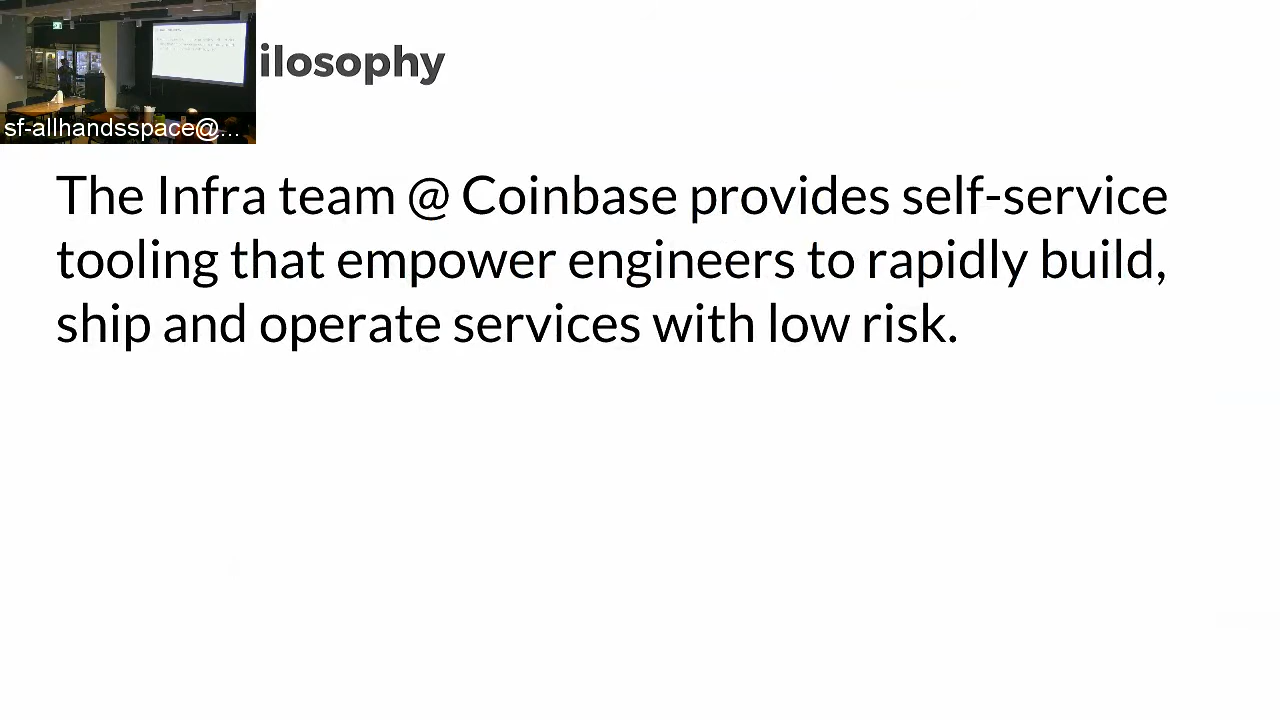 ilosophy
sf-allhandsspace@...
The Infra team @ Coinbase provides self-service
tooling that empower engineers to rapidly build,
ship and operate services with low risk.